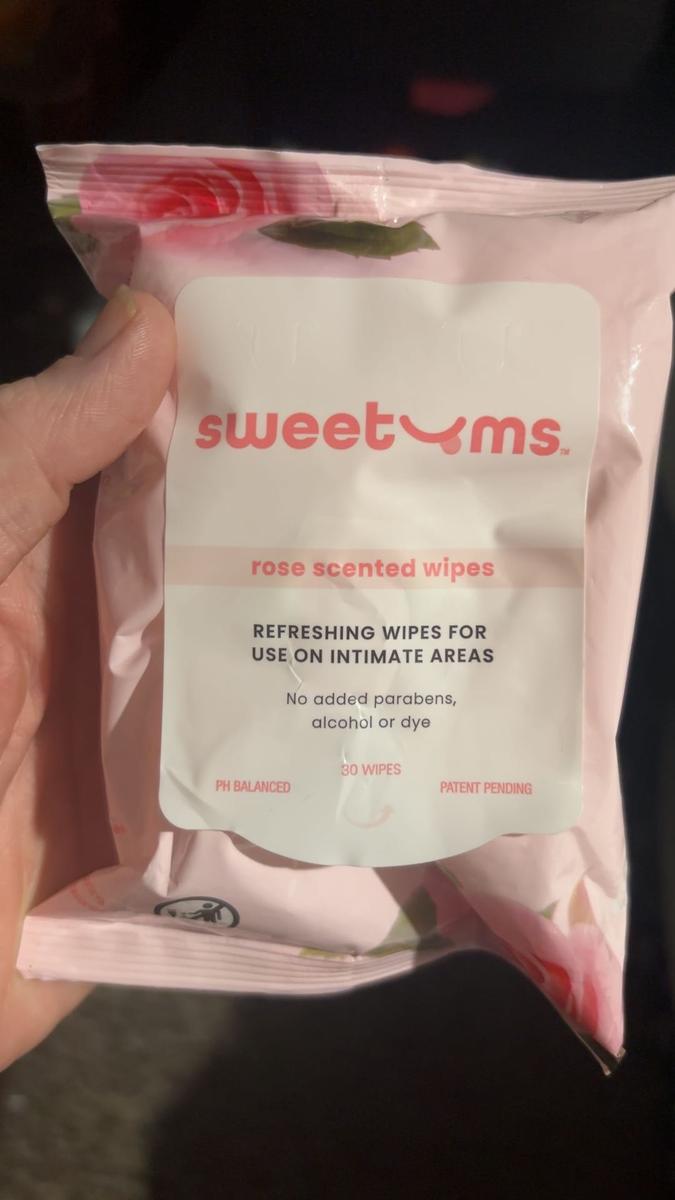 sweetums™
rose scented wipes
REFRESHING WIPES FOR
USE ON INTIMATE AREAS
No added parabens,
alcohol or dye
30 WIPES
PH BALANCED
PATENT PENDING